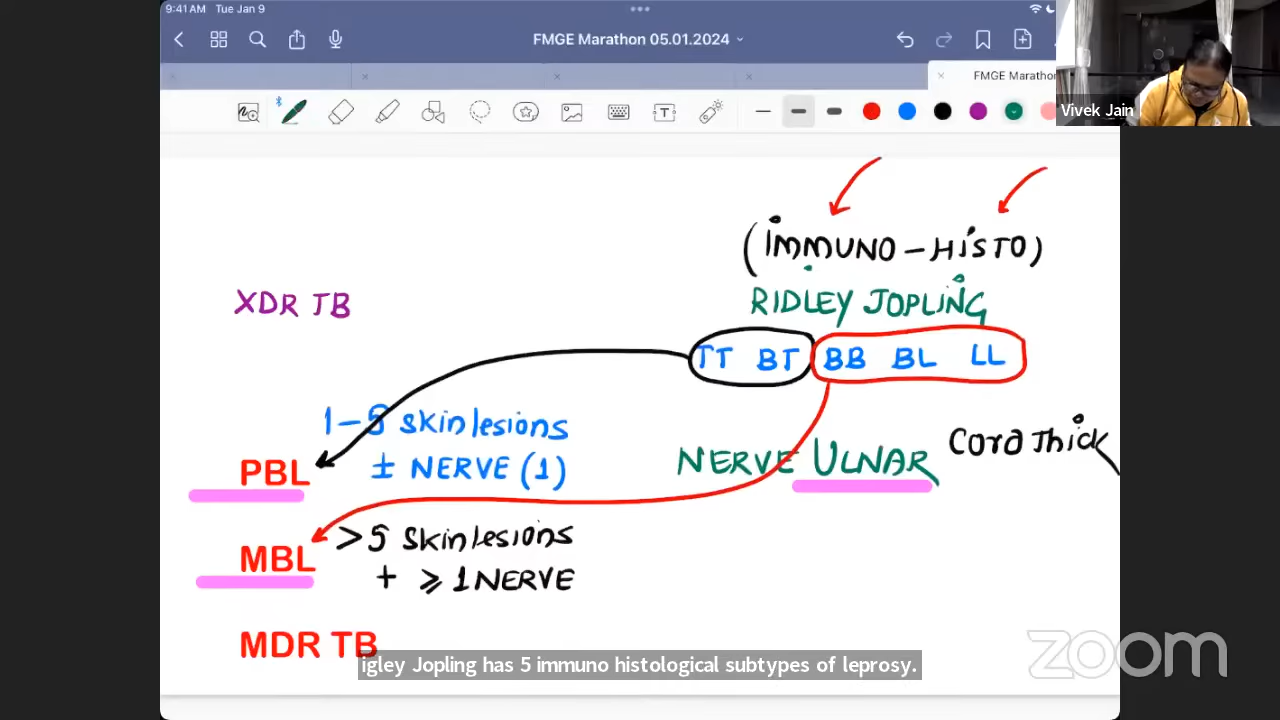 9:41 AM Tue Jan 9
FMGE Marathon 05.01.2024
FMGE Marathon
Vivek Jain
(IMMUNO-HISTO)
XDR TB
RIDLEY JOPLING
TT BT BB BL LL
1-5 skin lesions
± NERVE (1)
PBL
NERVE ULNAR
Cord thick
>5 skin lesions
+ ≥ 1 NERVE
MBL
MDR TB
igley Jopling has 5 immuno histological subtypes of leprosy.
zoom